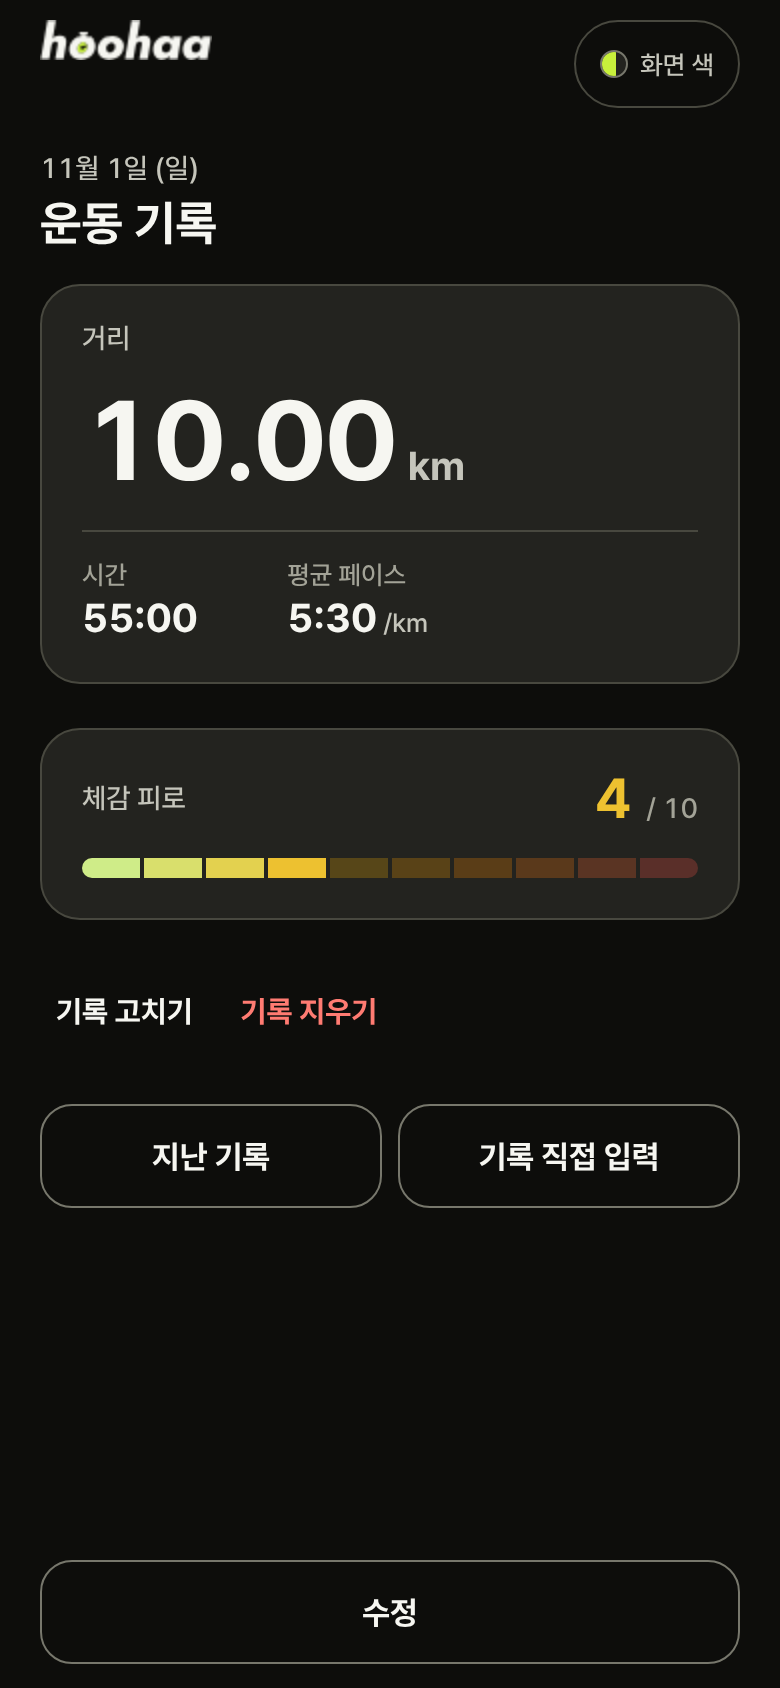 hoohaa
화면 색
11월 1일 (일)
운동 기록
거리
10.00 km
시간 평균 페이스
55:00 5:30 /km
체감 피로 4 / 10
기록 고치기 기록 지우기
지난 기록 기록 직접 입력
수정